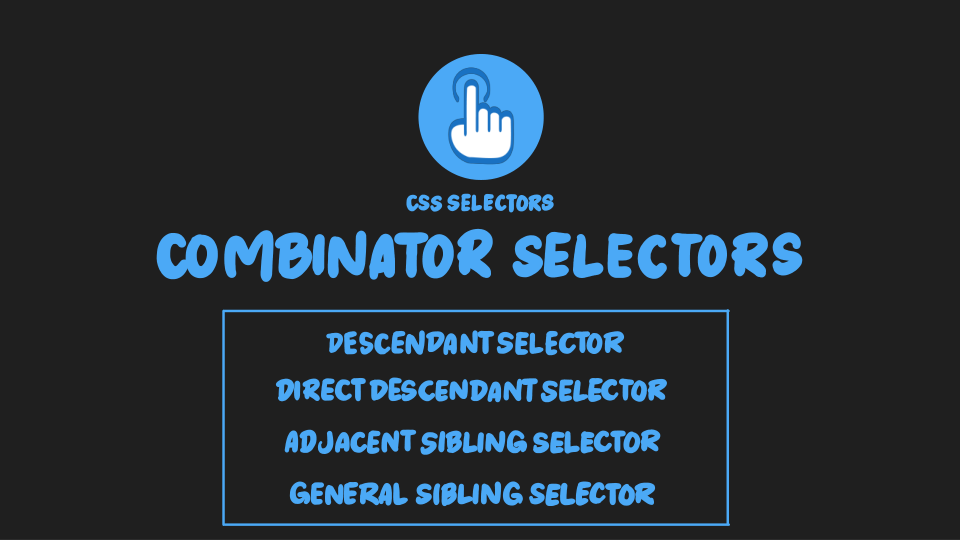 CSS SELECTORS
COMBINATOR SELECTORS
DESCENDANT SELECTOR
DIRECT DESCENDANT SELECTOR
ADJACENT SIBLING SELECTOR
GENERAL SIBLING SELECTOR